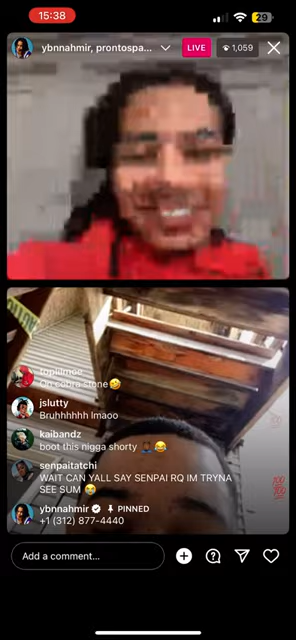 15:38
29
ybnnahmir, prontospa...
LIVE
1,059
On cobra stone🤣
jslutty
Bruhhhhhh lmaoo
kaibandz
boot this nigga shorty 🤦🏾‍♂️😂
senpaitatchi
WAIT CAN YALL SAY SENPAI RQ IM TRYNA
SEE SUM 😂
ybnnahmir PINNED
+1 (312) 877-4440
Add a comment...